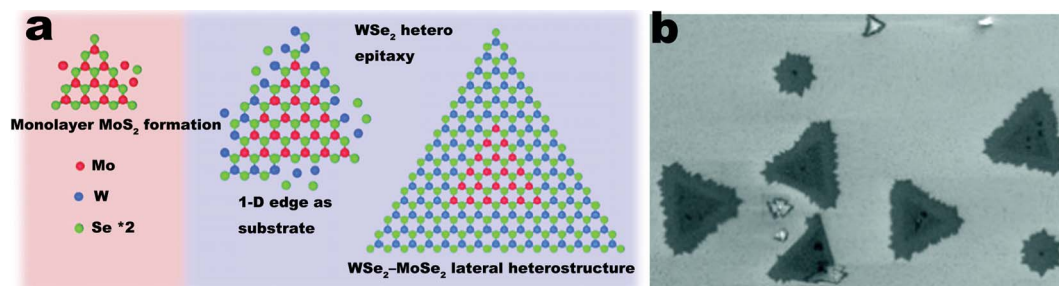 a
WSe₂ hetero
epitaxy
Monolayer MoS₂ formation
Mo
W
Se *2
1-D edge as
substrate
WSe₂–MoSe₂ lateral heterostructure
b